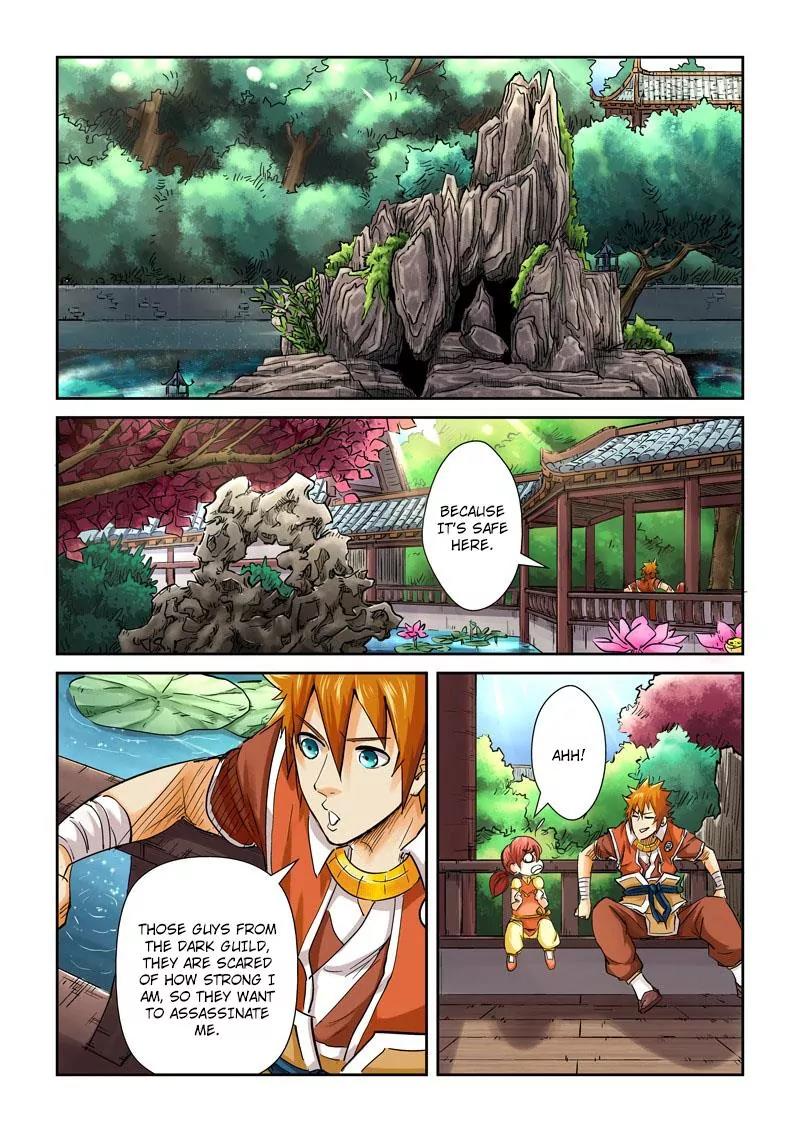 BECAUSE
IT'S SAFE
HERE.
THOSE GUYS FROM
THE DARK GUILD,
THEY ARE SCARED
OF HOW STRONG I
AM, SO THEY WANT
TO ASSASSINATE
ME.
AHH!